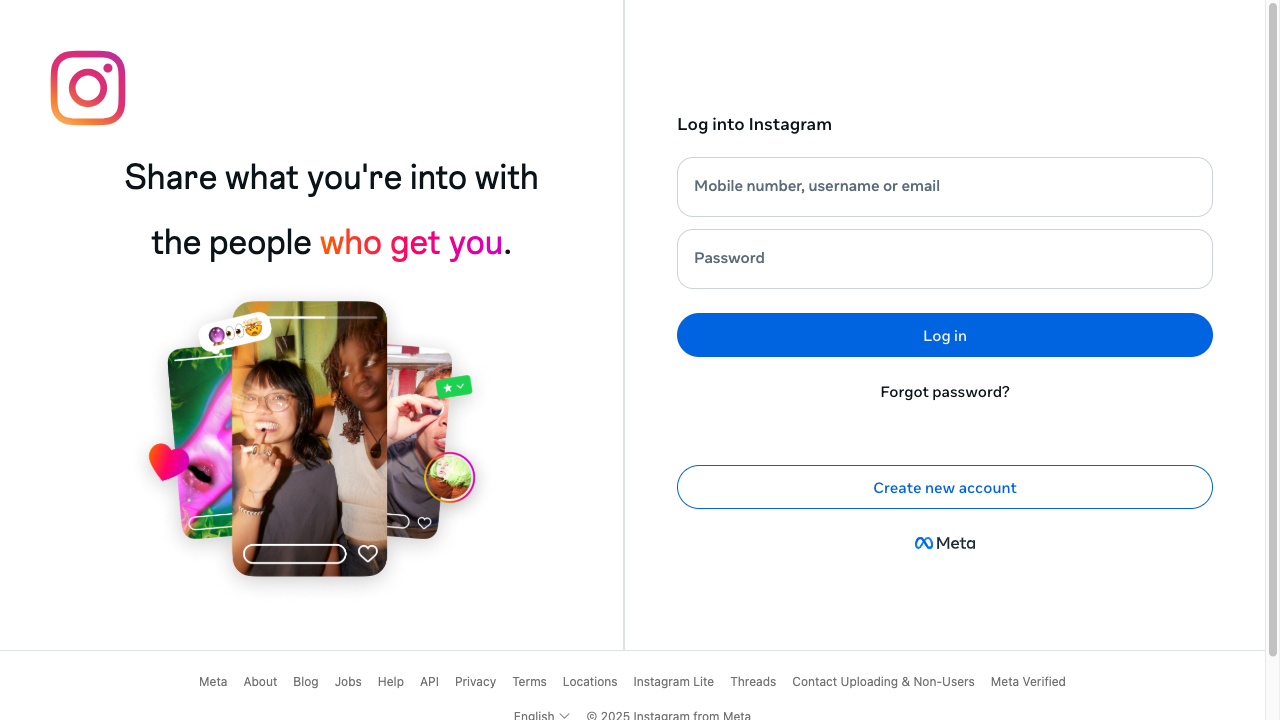 Share what you're into with
the people who get you.
Log into Instagram
Mobile number, username or email
Password
Log in
Forgot password?
Create new account
Meta
Meta About Blog Jobs Help API Privacy Terms Locations Instagram Lite Threads Contact Uploading & Non-Users Meta Verified
English © 2025 Instagram from Meta